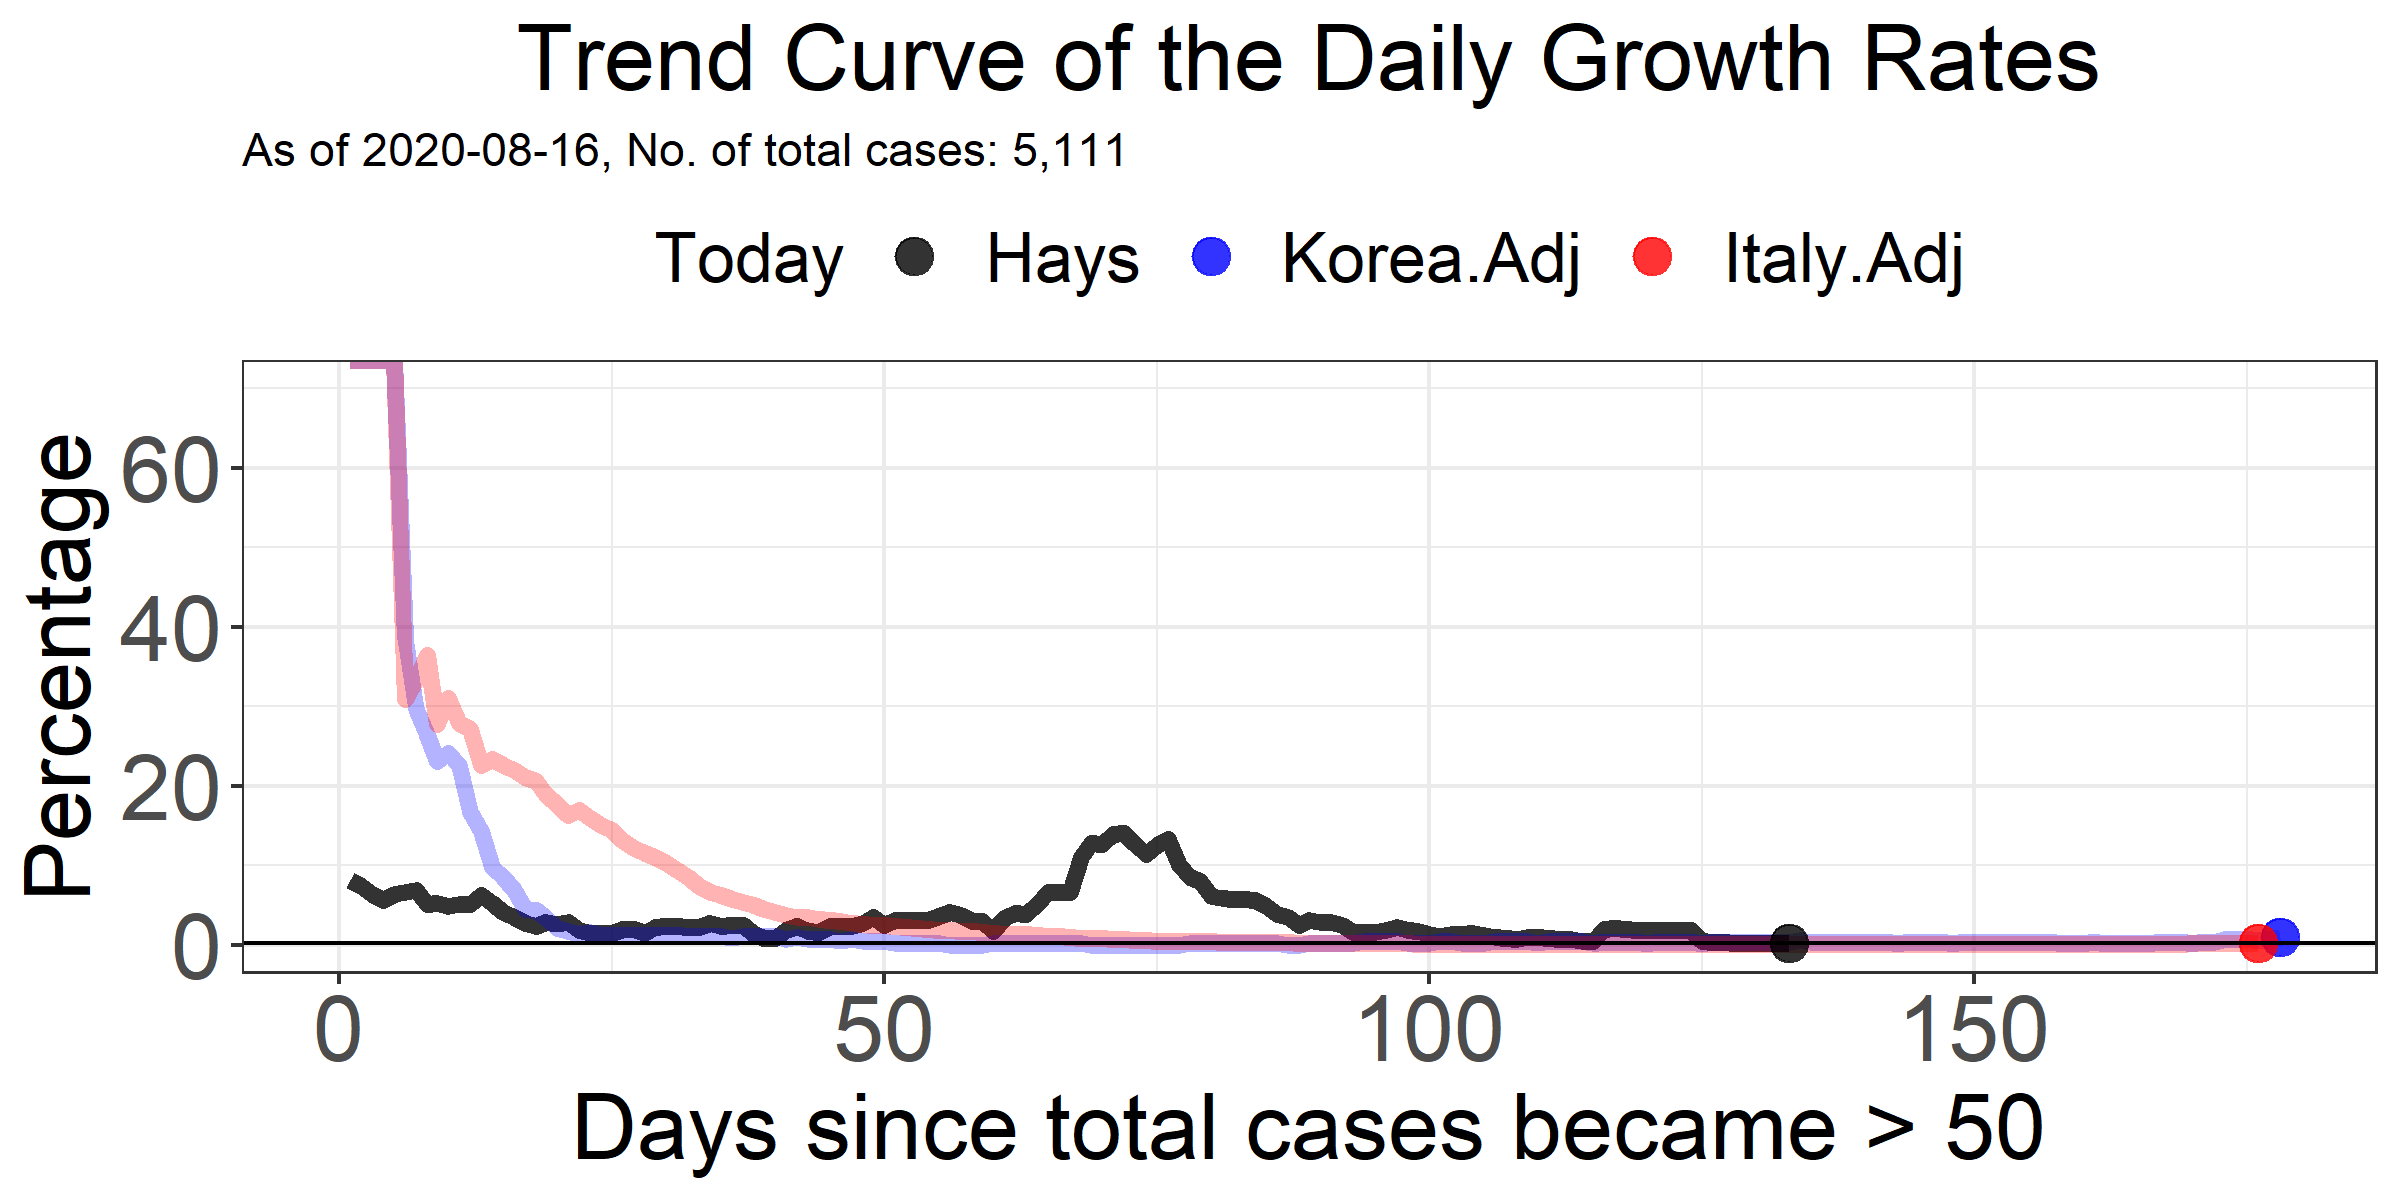 Trend Curve of the Daily Growth Rates
As of 2020-08-16, No. of total cases: 5,111
Today Hays Korea.Adj Italy.Adj
Percentage
60
40
20
0
0 50 100 150
Days since total cases became > 50